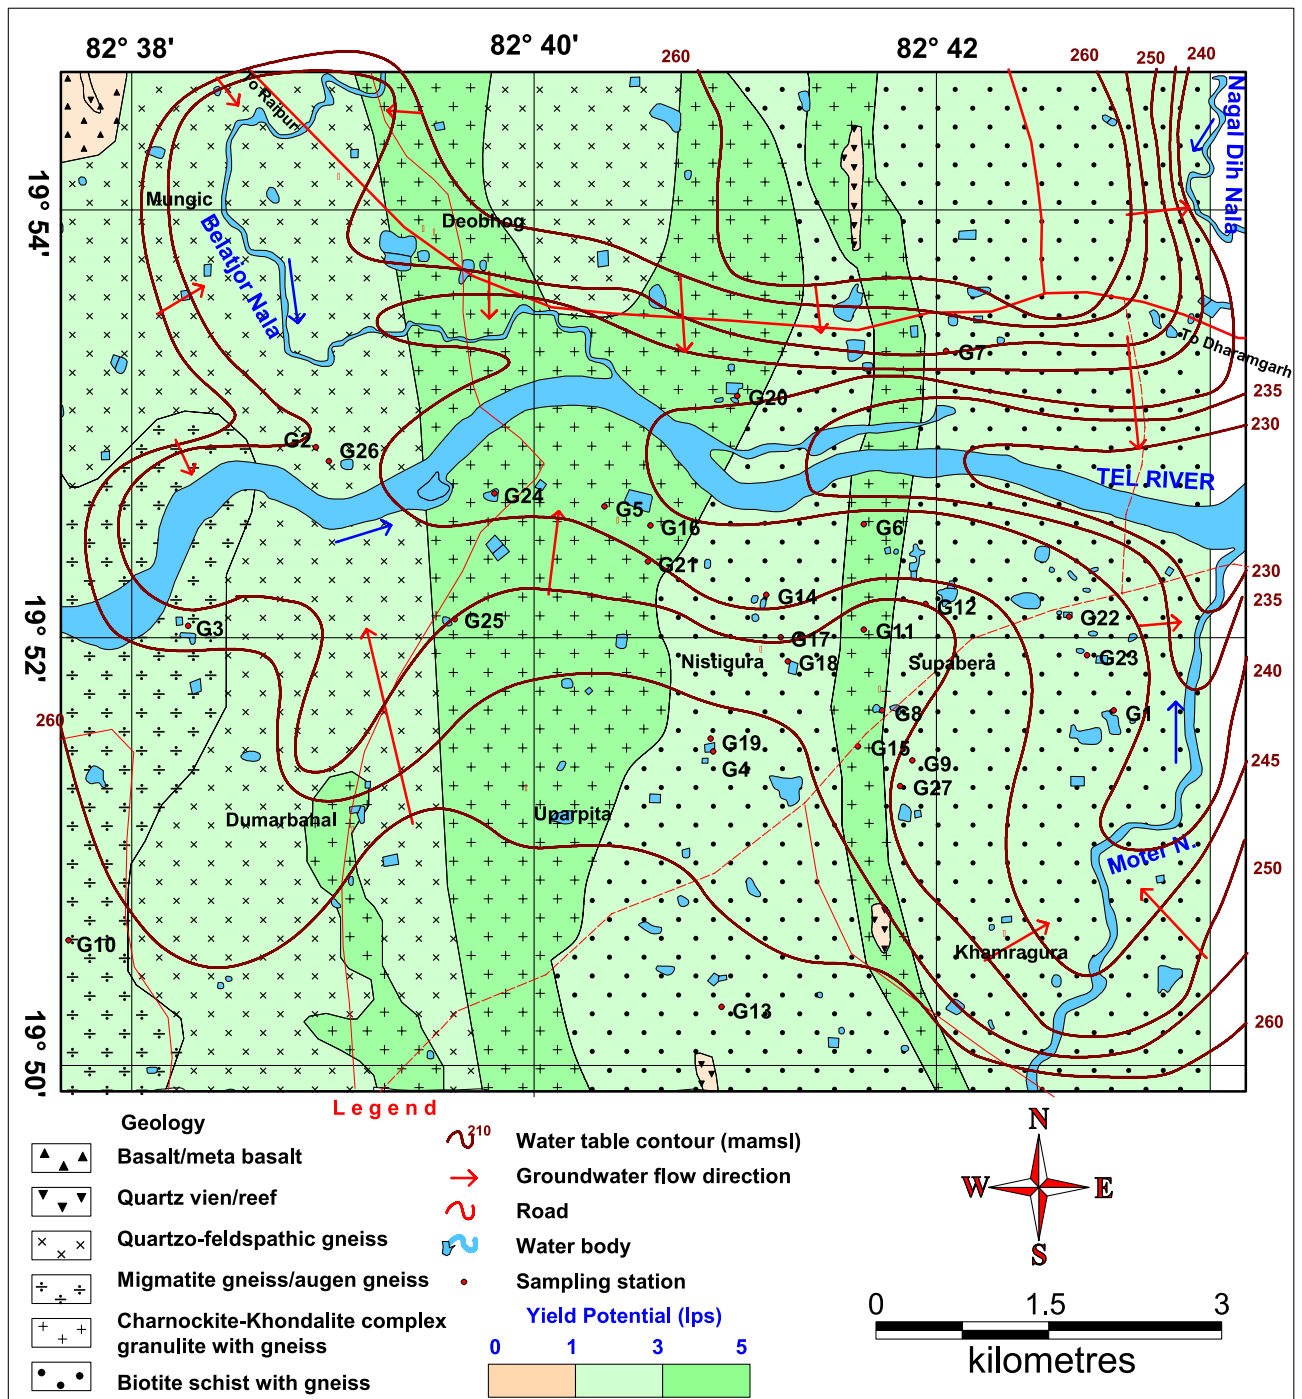 82° 38'
82° 40'
82° 42
260
260
250
240
To Raipur
Nagal Dih Nala
19° 54'
Mungic
Deobhog
Belatjor Nala
G7
To Dharamgarh
G20
235
230
G2
G26
TEL RIVER
G24
G5
G16
G6
G21
230
G14
G12
235
G3
G25
G17
G11
G22
19° 52'
Nistigura
G18
Supabera
G23
240
260
G8
G1
G19
G15
G4
G9
245
G27
Dumarbahal
Uparpita
Moter N.
250
G10
Khamragura
G13
260
19° 50'
Legend
Geology
Basalt/meta basalt
Quartz vien/reef
Quartzo-feldspathic gneiss
Migmatite gneiss/augen gneiss
Charnockite-Khondalite complex
granulite with gneiss
Biotite schist with gneiss
210
Water table contour (mamsl)
Groundwater flow direction
Road
Water body
Sampling station
Yield Potential (lps)
0 1 3 5
N
W E
S
0 1.5 3
kilometres